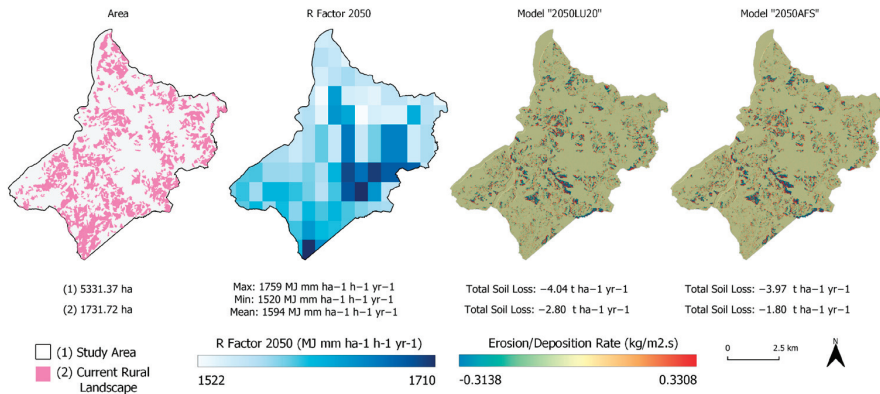 Area
R Factor 2050
Model "2050LU20"
Model "2050AFS"
(1) 5331.37 ha
(2) 1731.72 ha
Max: 1759 MJ mm ha−1 h−1 yr−1)
Min: 1520 MJ mm ha−1 h−1 yr−1)
Mean: 1594 MJ mm ha−1 h−1 yr−1)
Total Soil Loss: −4.04 t ha−1 yr−1)
Total Soil Loss: −2.80 t ha−1 yr−1)
Total Soil Loss: −3.97 t ha−1 yr−1)
Total Soil Loss: −1.80 t ha−1 yr−1)
(1) Study Area
(2) Current Rural
Landscape
R Factor 2050 (MJ mm ha-1 h-1 yr-1)
1522
1710
Erosion/Deposition Rate (kg/m2.s)
-0.3138
0.3308
0
2.5 km
N